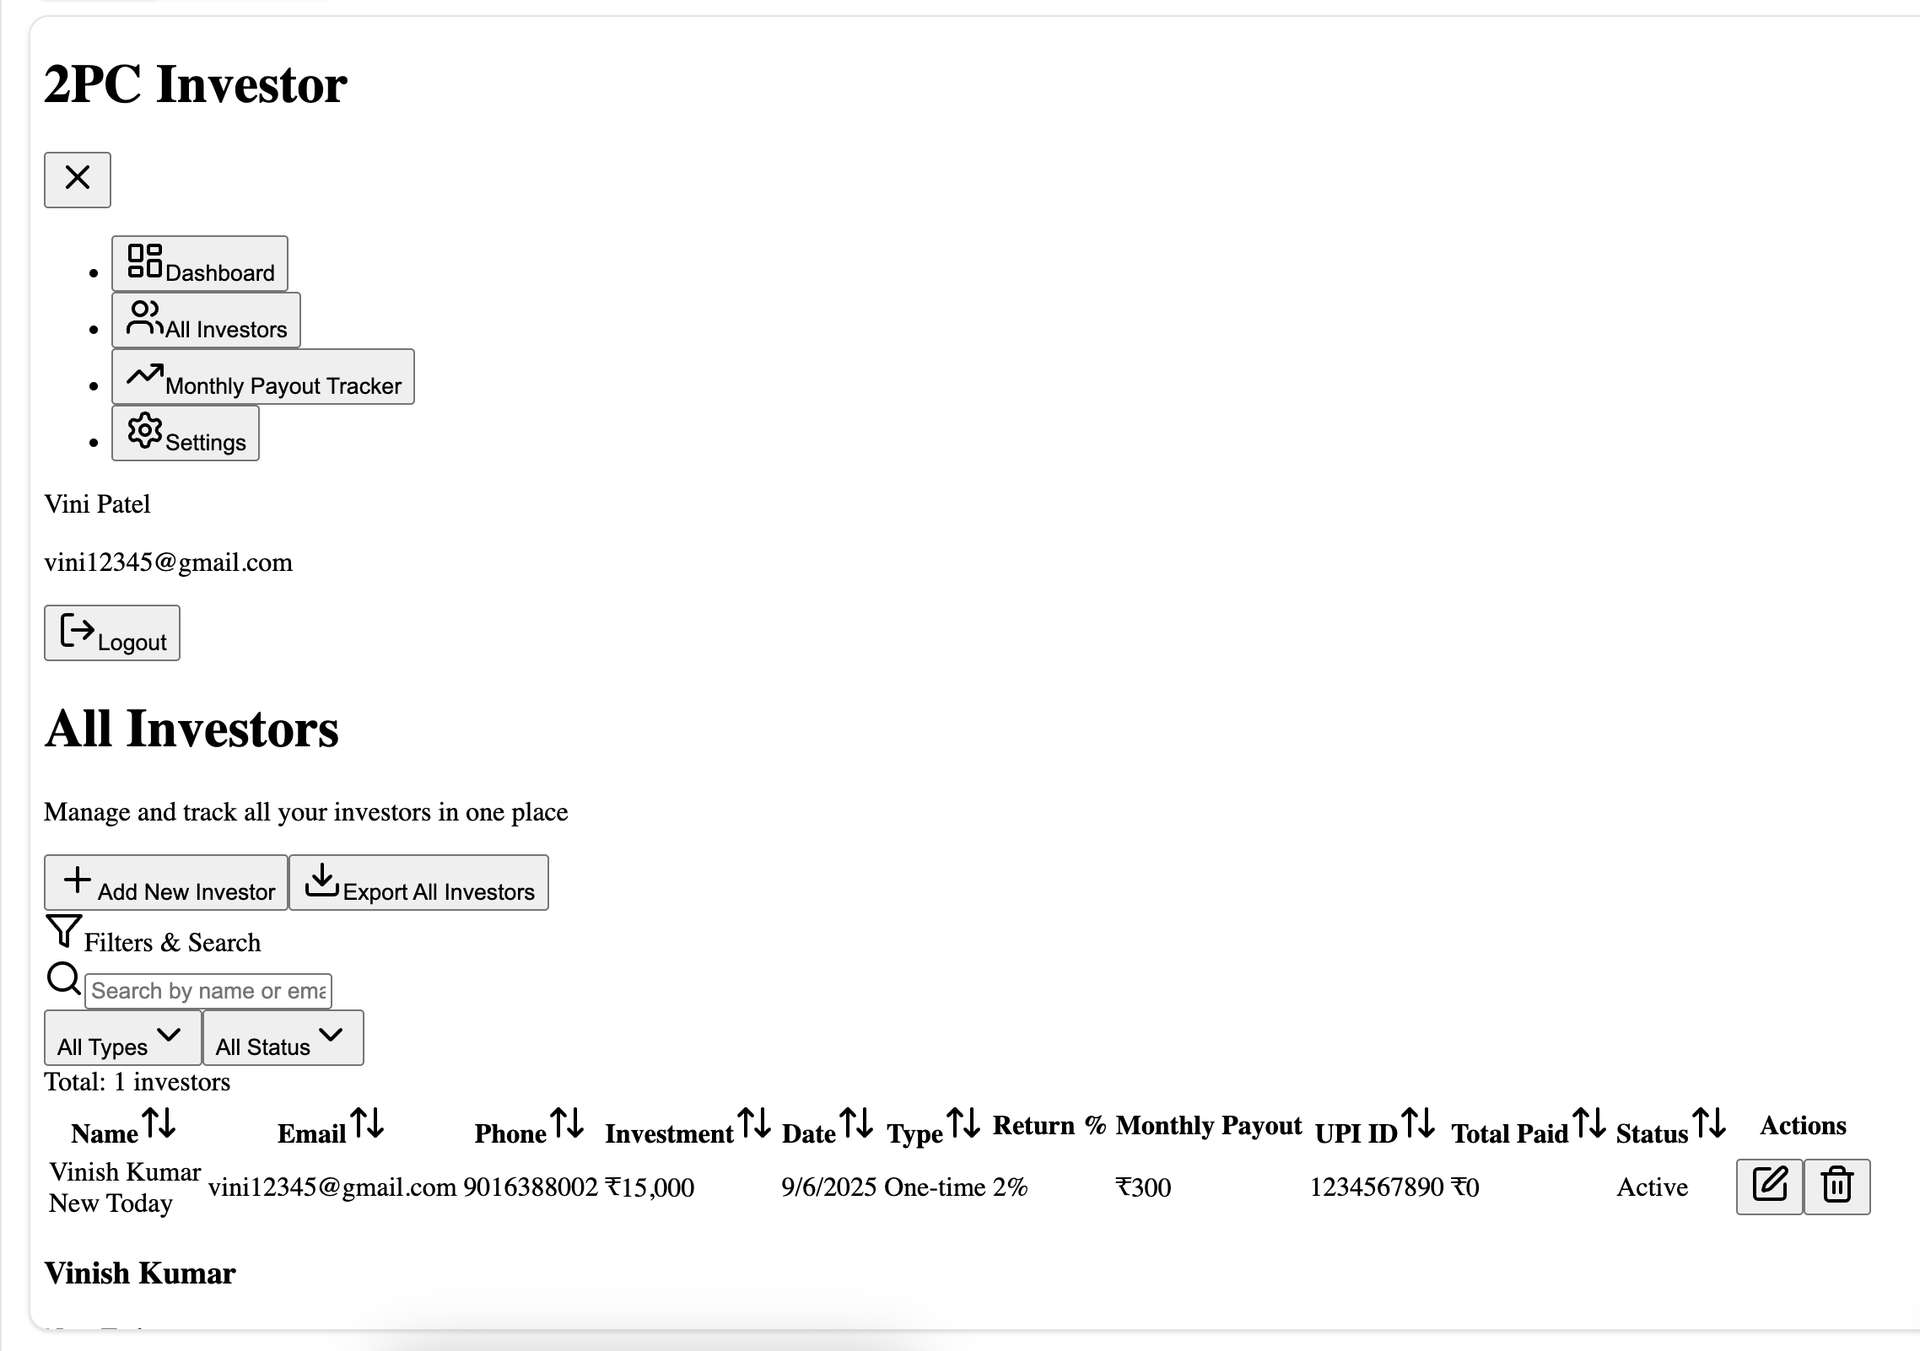 2PC Investor
Dashboard
All Investors
Monthly Payout Tracker
Settings
Vini Patel
vini12345@gmail.com
Logout
All Investors
Manage and track all your investors in one place
Add New Investor Export All Investors
Filters & Search
Search by name or ema
All Types All Status
Total: 1 investors
Name Email Phone Investment Date Type Return % Monthly Payout UPI ID Total Paid Status Actions
Vinish Kumar
New Today
vini12345@gmail.com 9016388002 ₹15,000 9/6/2025 One-time 2% ₹300 1234567890 ₹0 Active
Vinish Kumar